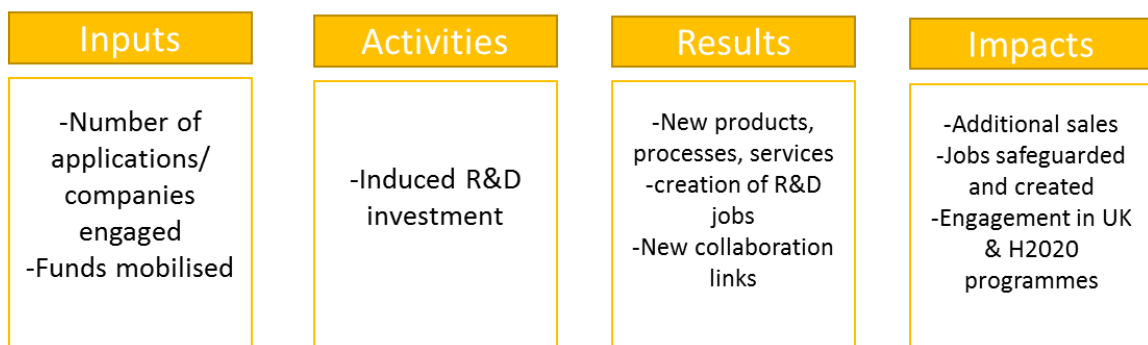 Inputs
-Number of
applications/
companies
engaged
-Funds mobilised
Activities
-Induced R&D
investment
Results
-New products,
processes, services
-creation of R&D
jobs
-New collaboration
links
Impacts
-Additional sales
-Jobs safeguarded
and created
-Engagement in UK
& H2020
programmes